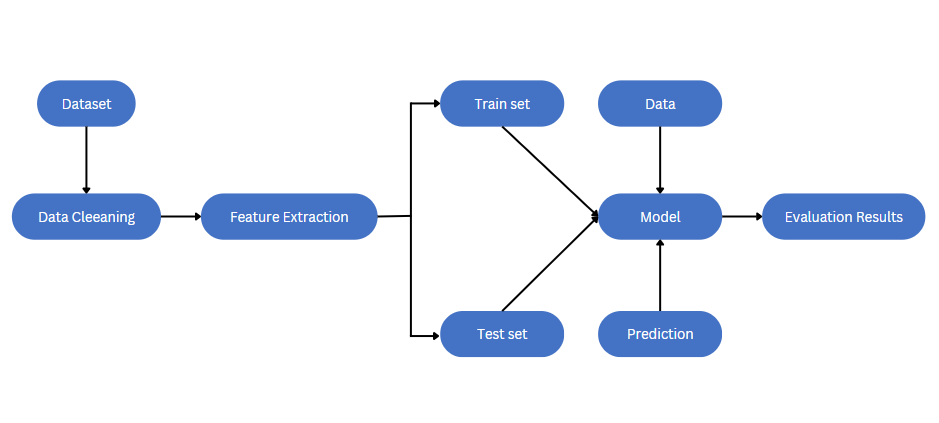 Dataset
Train set
Data
Data Cleeaning
Feature Extraction
Model
Evaluation Results
Test set
Prediction